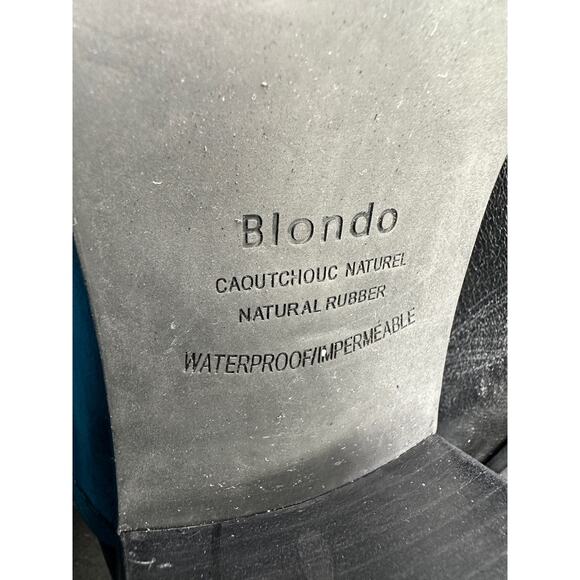 Blondo
CAOUTCHOUC NATUREL
NATURAL RUBBER
WATERPROOF/IMPERMÉABLE